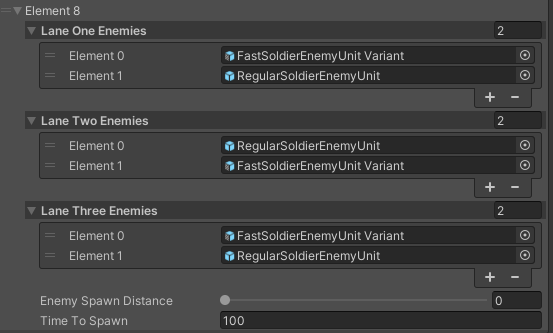 Element 8
Lane One Enemies 2
Element 0 FastSoldierEnemyUnit Variant
Element 1 RegularSoldierEnemyUnit
+ −
Lane Two Enemies 2
Element 0 RegularSoldierEnemyUnit
Element 1 FastSoldierEnemyUnit Variant
+ −
Lane Three Enemies 2
Element 0 FastSoldierEnemyUnit Variant
Element 1 RegularSoldierEnemyUnit
+ −
Enemy Spawn Distance 0
Time To Spawn 100